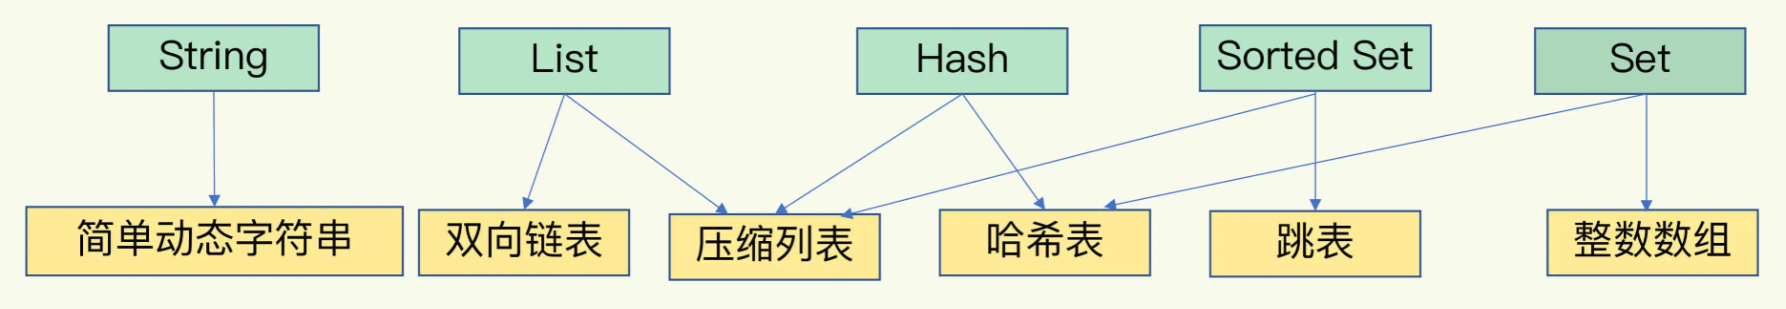 String
List
Hash
Sorted Set
Set
简单动态字符串
双向链表
压缩列表
哈希表
跳表
整数数组